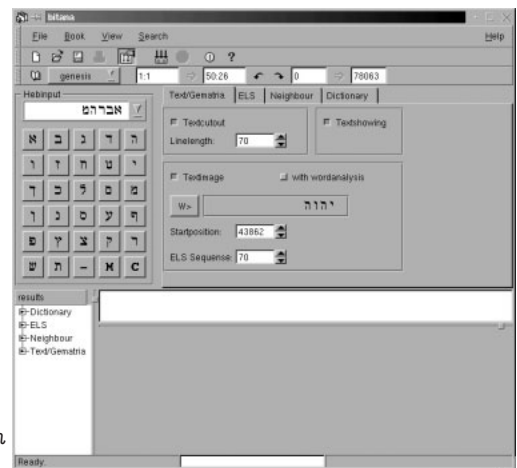 bitana
File Book View Search Help
genesis 1:1 50:26 0 78063
Hebinput
אברהם
א ב ג ד ה
ו ז ח ט י
ך כ ל ם מ
ן נ ס ע ף
פ ץ צ ק ר
ש ת – H C
Text/Gematria ELS Neighbour Dictionary
Textcutout Textshowing
Linelength: 70
Textimage with wordanalysis
W> יהוה
Startposition: 43862
ELS Sequense: 70
results
Dictionary
ELS
Neighbour
Text/Gematria
Ready.